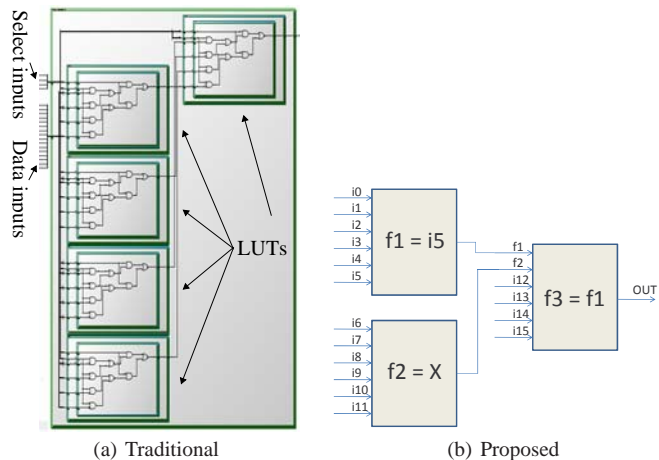 Select inputs
Data inputs
LUTs
(a) Traditional
i0
i1
i2
i3
i4
i5
f1 = i5
i6
i7
i8
i9
i10
i11
f2 = X
f1
f2
i12
i13
i14
i15
f3 = f1
OUT
(b) Proposed